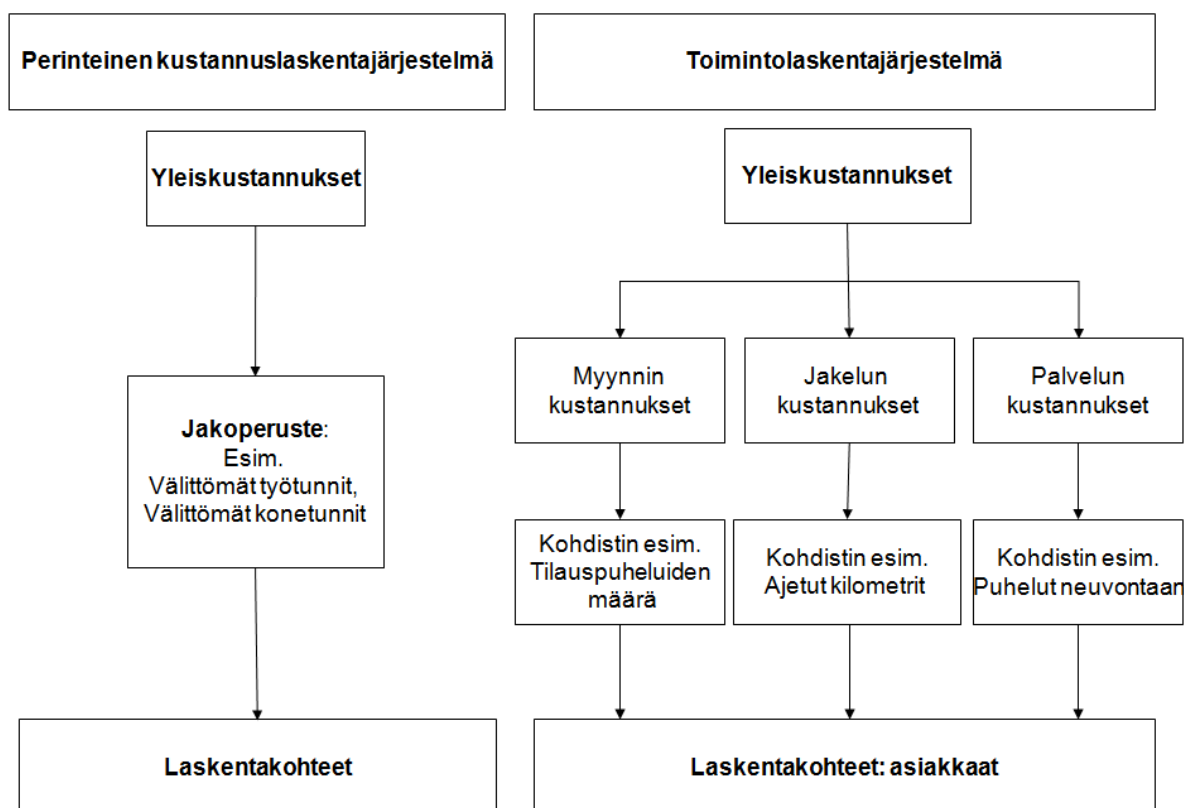 Perinteinen kustannuslaskentajärjestelmä
Yleiskustannukset
Jakoperuste:
Esim.
Välittömät työtunnit,
Välittömät konetunnit
Laskentakohteet
Toimintolaskentajärjestelmä
Yleiskustannukset
Myynnin
kustannukset
Jakelun
kustannukset
Palvelun
kustannukset
Kohdistin esim.
Tilauspuheluiden
määrä
Kohdistin esim.
Ajetut kilometrit
Kohdistin esim.
Puhelut neuvontaan
Laskentakohteet: asiakkaat